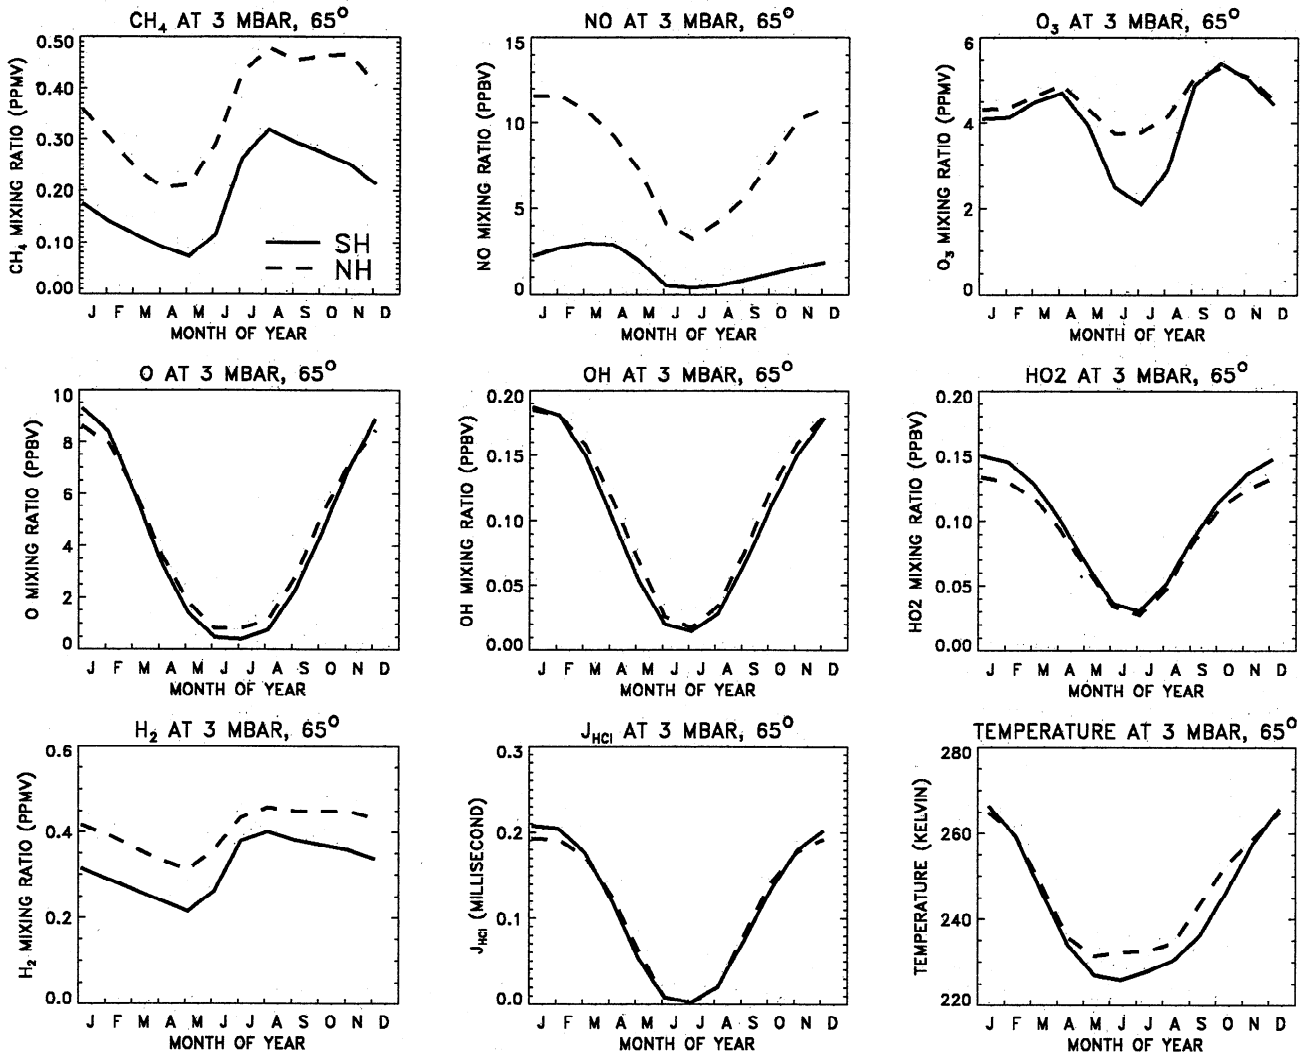 CH₄ AT 3 MBAR, 65°
CH₄ MIXING RATIO (PPMV)
0.50
0.40
0.30
0.20
0.10
0.00
SH
NH
J F M A M J J A S O N D
MONTH OF YEAR
NO AT 3 MBAR, 65°
NO MIXING RATIO (PPBV)
15
10
5
0
J F M A M J J A S O N D
MONTH OF YEAR
O₃ AT 3 MBAR, 65°
O₃ MIXING RATIO (PPMV)
6
4
2
0
J F M A M J J A S O N D
MONTH OF YEAR
O AT 3 MBAR, 65°
O MIXING RATIO (PPBV)
10
8
6
4
2
0
J F M A M J J A S O N D
MONTH OF YEAR
OH AT 3 MBAR, 65°
OH MIXING RATIO (PPBV)
0.20
0.15
0.10
0.05
0.00
J F M A M J J A S O N D
MONTH OF YEAR
HO2 AT 3 MBAR, 65°
HO2 MIXING RATIO (PPBV)
0.20
0.15
0.10
0.05
0.00
J F M A M J J A S O N D
MONTH OF YEAR
H₂ AT 3 MBAR, 65°
H₂ MIXING RATIO (PPMV)
0.6
0.4
0.2
0.0
J F M A M J J A S O N D
MONTH OF YEAR
J_HCl AT 3 MBAR, 65°
J_HCl (MILLISECOND)
0.3
0.2
0.1
0.0
J F M A M J J A S O N D
MONTH OF YEAR
TEMPERATURE AT 3 MBAR, 65°
TEMPERATURE (KELVIN)
280
260
240
220
J F M A M J J A S O N D
MONTH OF YEAR